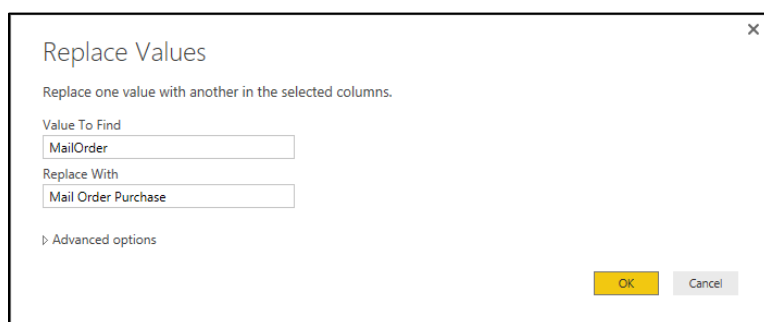 Replace Values
Replace one value with another in the selected columns.
Value To Find
MailOrder
Replace With
Mail Order Purchase
Advanced options
OK
Cancel